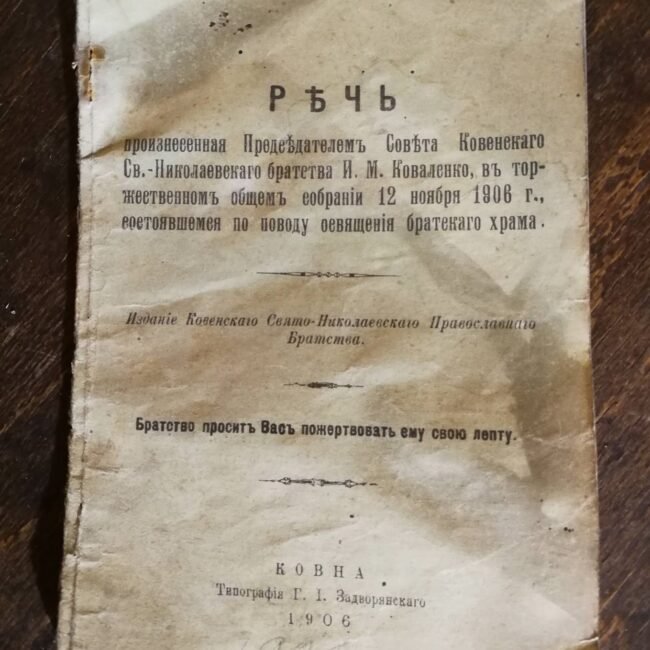 РѢЧЬ
произнесенная Предсѣдателемъ Совѣта Ковенскаго
Св.-Николаевскаго братства И. М. Коваленко, въ тор-
жественномъ общемъ собраніи 12 ноября 1906 г.,
состоявшемся по поводу освященія братскаго храма.
Изданіе Ковенскаго Свято-Николаевскаго Православнаго
Братства.
Братство проситъ Васъ пожертвовать ему свою лепту.
КОВНА
Типографія Г. І. Задворянскаго
1906